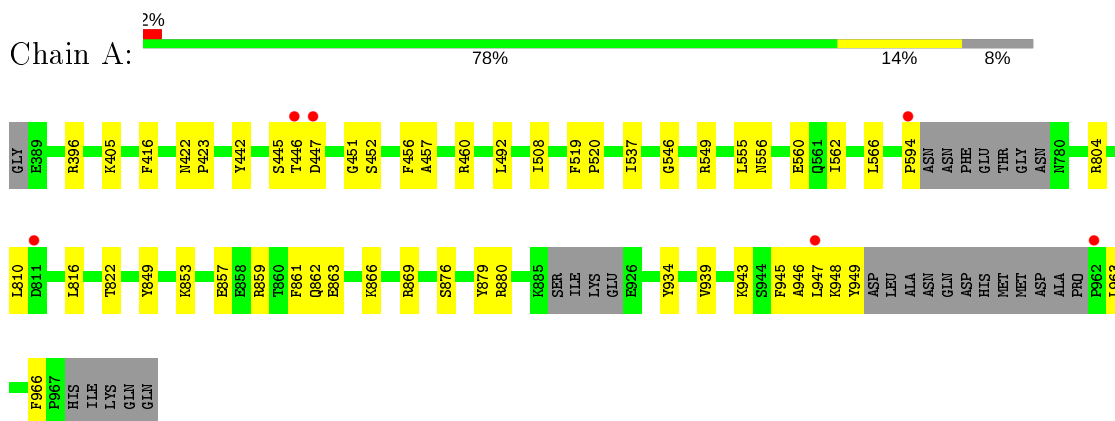 2%
Chain A:
78% 14% 8%
GLY E389 R396 K405 F416 N422 P423 Y442 S445 T446 D447 G451 S452 F456 A457 R460 L492 I508 F519 P520 I537 G546 R549 L555 N556 E560 Q561 I562 L566 P594 ASN ASN PHE GLU THR GLY ASN N780 R804
L810 D811 L816 T822 Y849 K853 E857 E858 R859 T860 F861 Q862 E863 K866 R869 S876 Y879 R880 K885 SER ILE LYS GLU E926 Y934 V939 K943 S944 F945 A946 L947 K948 Y949 ASP LEU ALA ASN GLN ASP HIS MET MET ASP ALA PRO P962 L963
F966 P967 HIS ILE LYS GLN GLN